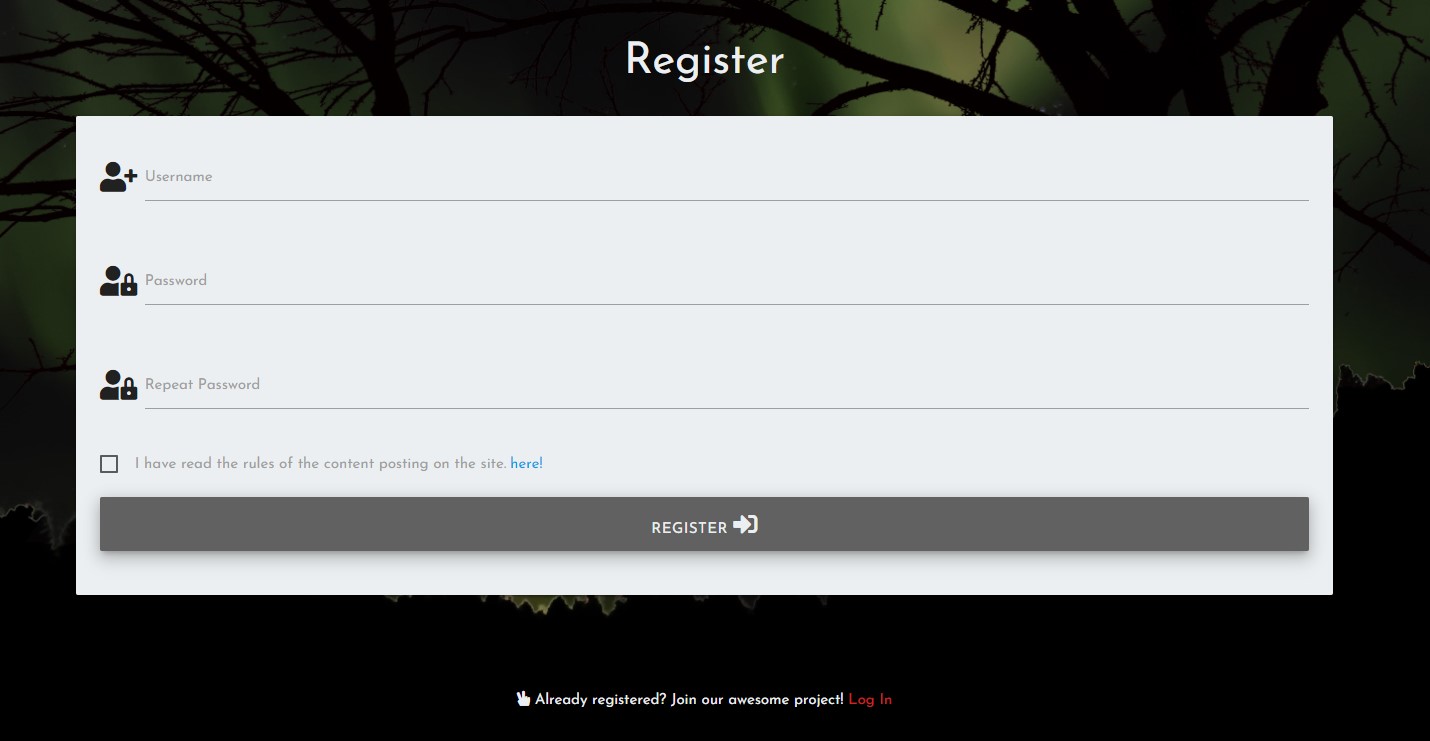 Register
Username
Password
Repeat Password
I have read the rules of the content posting on the site. here!
REGISTER
Already registered? Join our awesome project! Log In